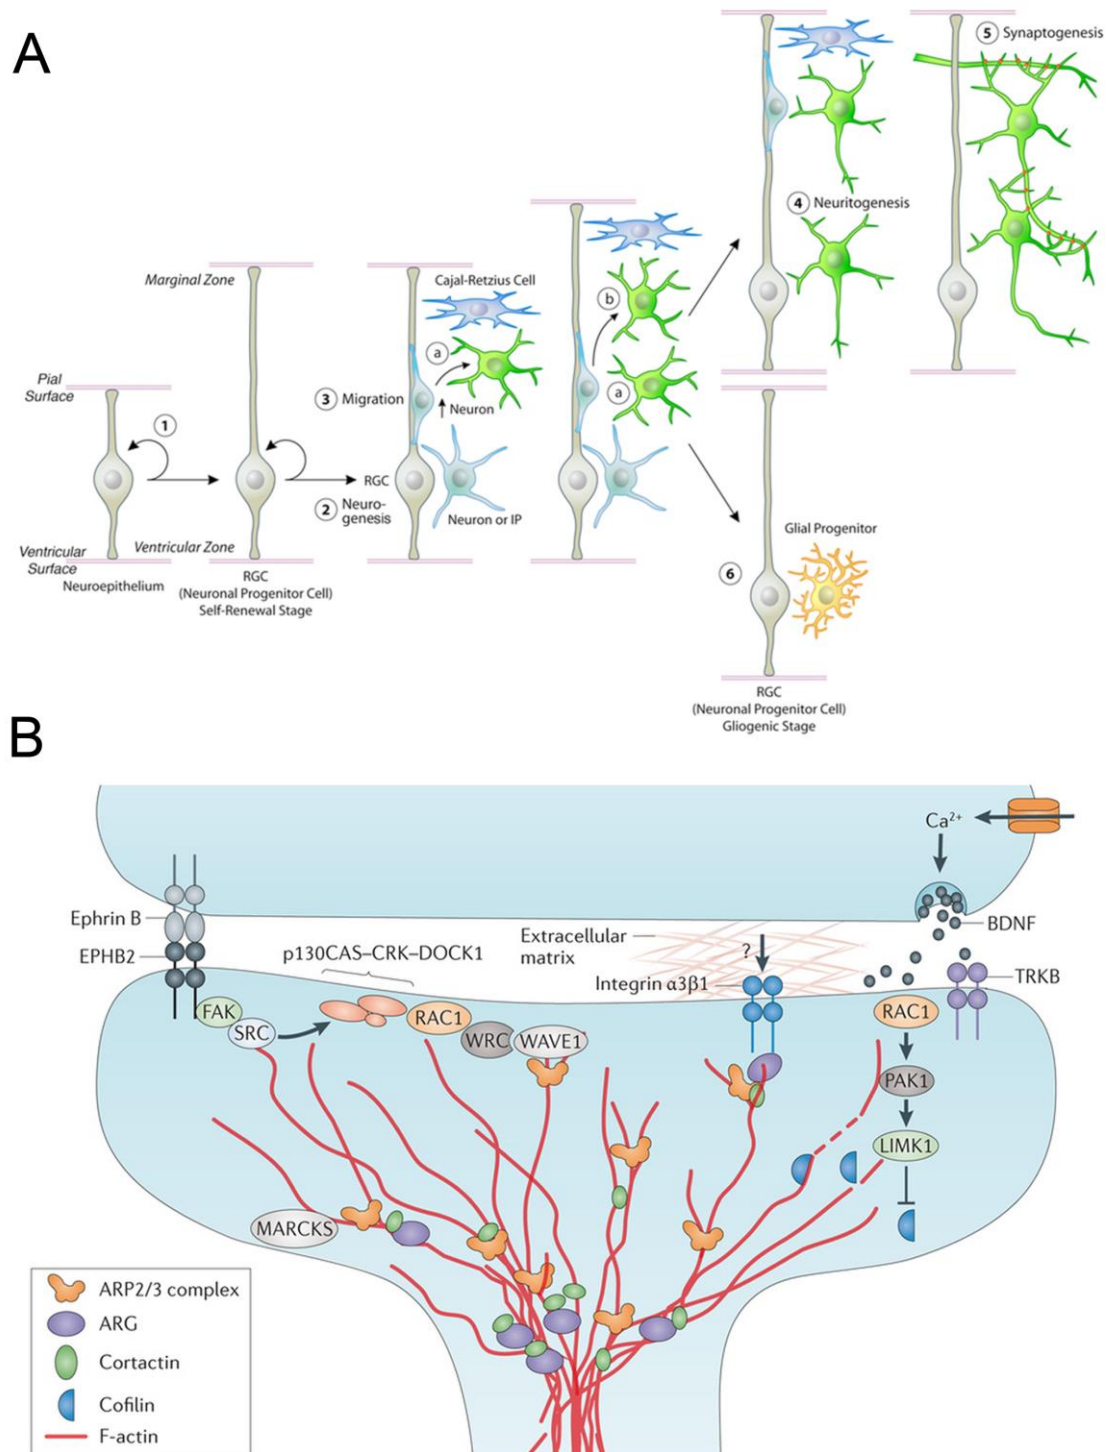 A
5 Synaptogenesis
4 Neuritogenesis
Marginal Zone
Cajal-Retzius Cell
b
a
Pial
Surface
1
3 Migration
Neuron
a
RGC
2 Neuro-
genesis
Neuron or IP
Ventricular Zone
Ventricular
Surface
Neuroepithelium
RGC
(Neuronal Progenitor Cell)
Self-Renewal Stage
Glial Progenitor
6
RGC
(Neuronal Progenitor Cell)
Gliogenic Stage
B
Ca2+
Ephrin B
EPHB2
p130CAS–CRK–DOCK1
Extracellular
matrix
?
Integrin α3β1
BDNF
TRKB
FAK
SRC
RAC1
WRC
WAVE1
RAC1
PAK1
LIMK1
MARCKS
ARP2/3 complex
ARG
Cortactin
Cofilin
F-actin